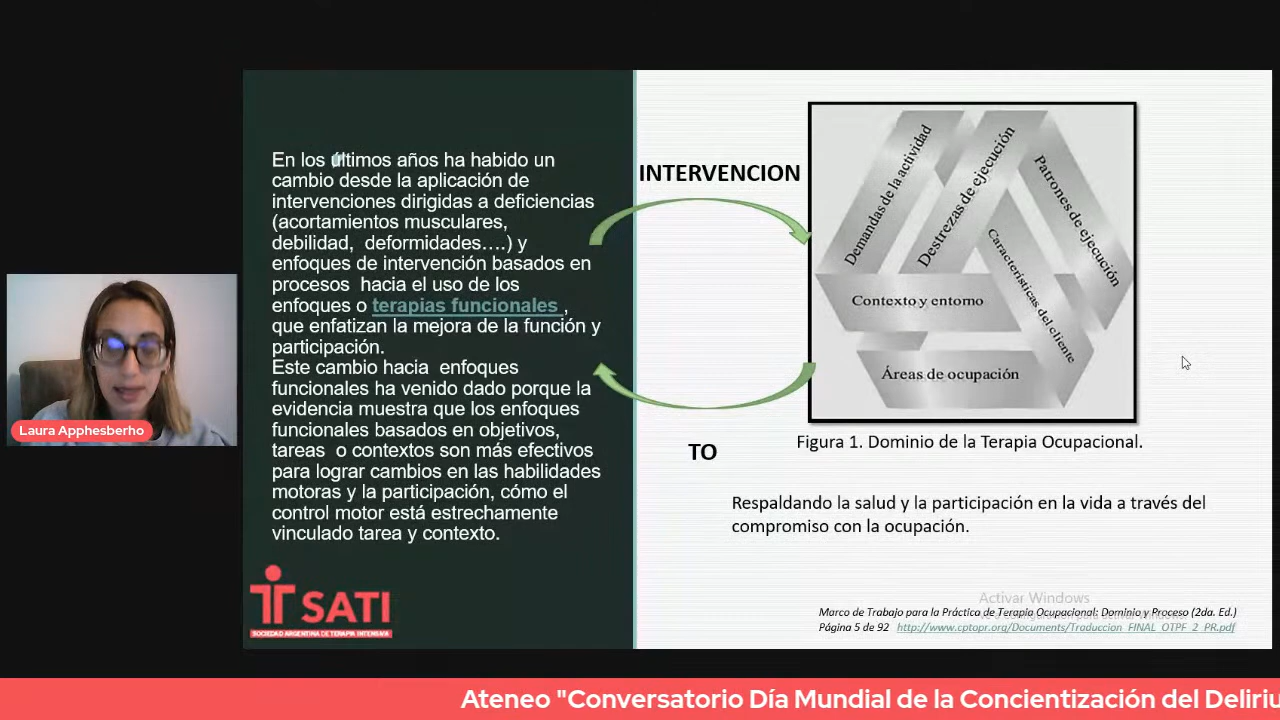 En los últimos años ha habido un
cambio desde la aplicación de
intervenciones dirigidas a deficiencias
(acortamientos musculares,
debilidad, deformidades….) y
enfoques de intervención basados en
procesos hacia el uso de los
enfoques o terapias funcionales ,
que enfatizan la mejora de la función y
participación.
Este cambio hacia enfoques
funcionales ha venido dado porque la
evidencia muestra que los enfoques
funcionales basados en objetivos,
tareas o contextos son más efectivos
para lograr cambios en las habilidades
motoras y la participación, cómo el
control motor está estrechamente
vinculado tarea y contexto.
SATI
SOCIEDAD ARGENTINA DE TERAPIA INTENSIVA
Laura Apphesberho
INTERVENCION
TO
Demandas de la actividad
Destrezas de ejecución
Patrones de ejecución
Características del cliente
Contexto y entorno
Áreas de ocupación
Figura 1. Dominio de la Terapia Ocupacional.
Respaldando la salud y la participación en la vida a través del
compromiso con la ocupación.
Activar Windows
Marco de Trabajo para la Práctica de Terapia Ocupacional: Dominio y Proceso (2da. Ed.)
Página 5 de 92 http://www.cptopr.org/Documents/Traduccion_FINAL_OTPF_2_PR.pdf
Ateneo "Conversatorio Día Mundial de la Concientización del Deliriu